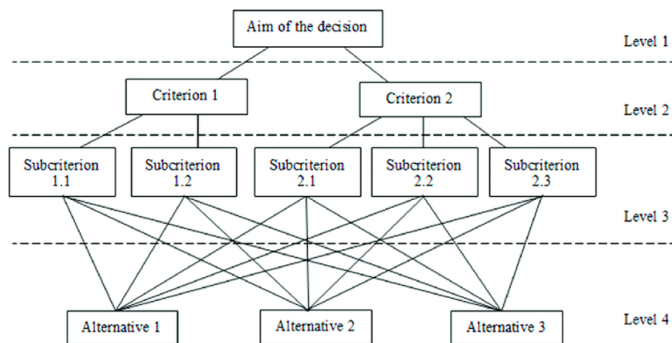 Aim of the decision
Level 1
Criterion 1
Criterion 2
Level 2
Subcriterion
1.1
Subcriterion
1.2
Subcriterion
2.1
Subcriterion
2.2
Subcriterion
2.3
Level 3
Alternative 1
Alternative 2
Alternative 3
Level 4